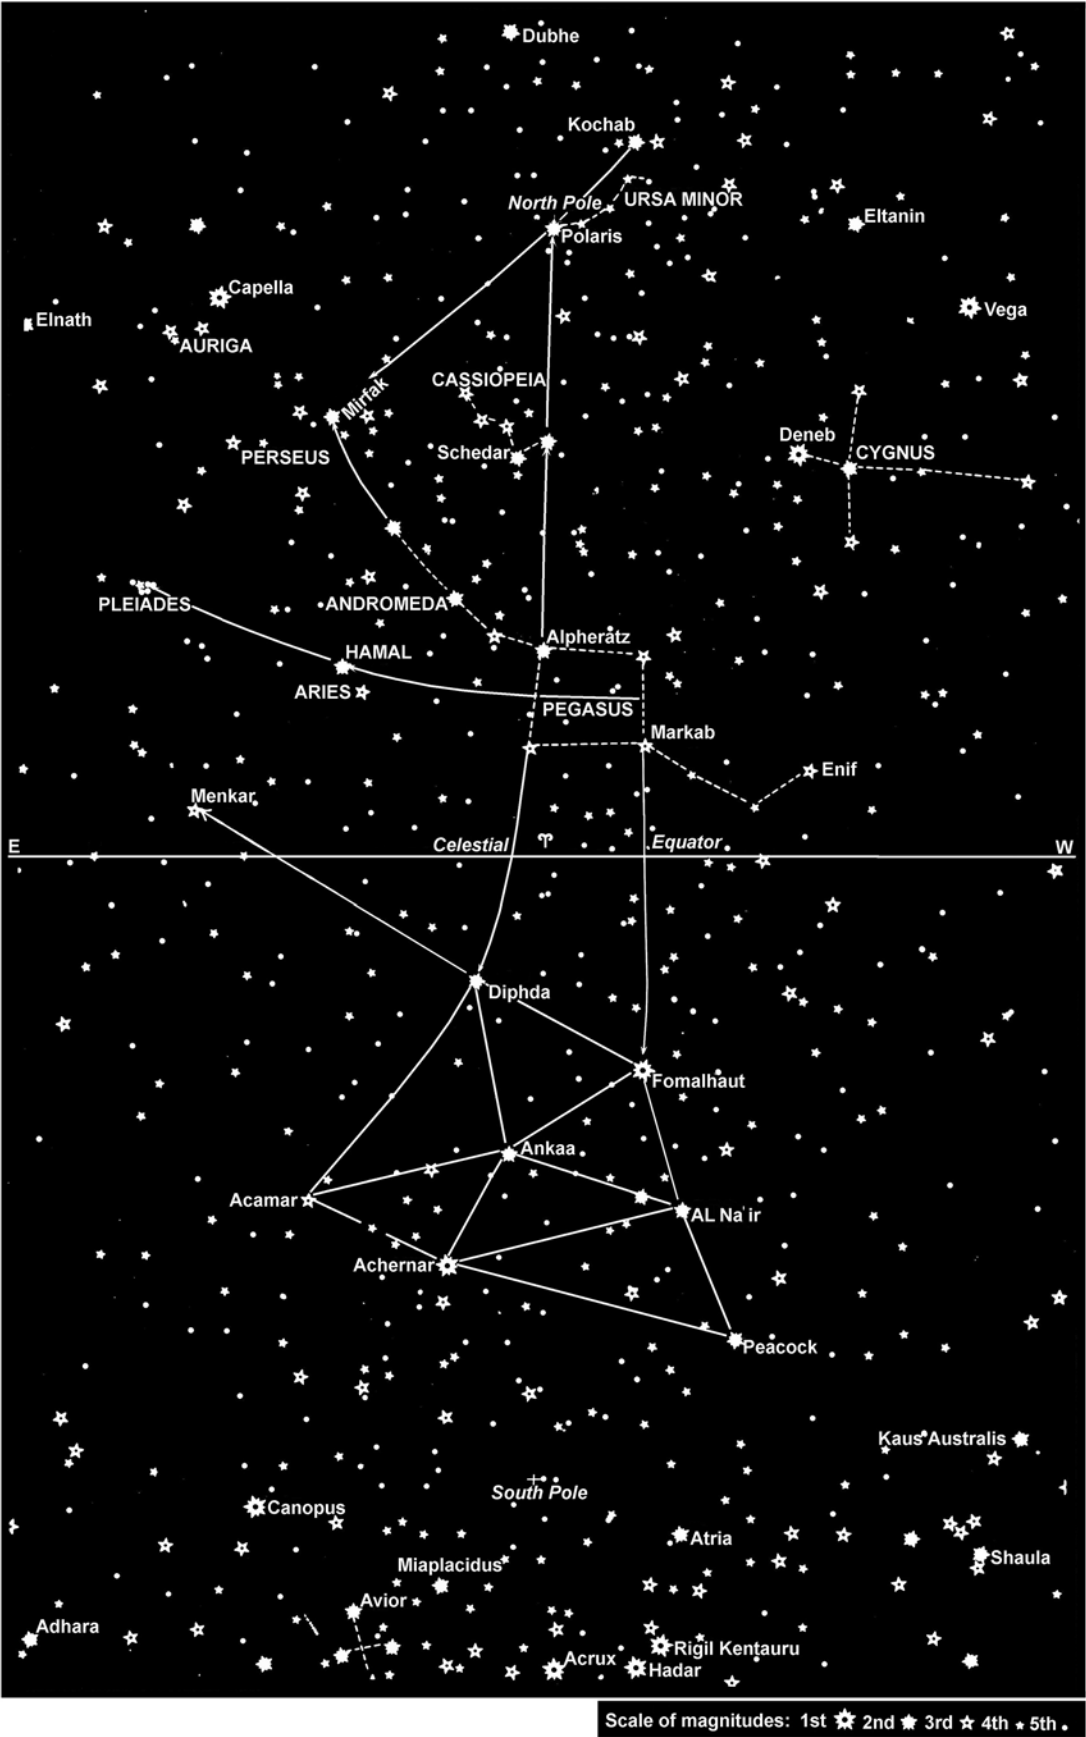 Dubhe
Kochab
North Pole
URSA MINOR
Eltanin
Polaris
Capella
Elnath
Vega
AURIGA
CASSIOPEIA
Mirfak
Deneb
Schedar
CYGNUS
PERSEUS
PLEIADES
ANDROMEDA
Alpheratz
HAMAL
ARIES
PEGASUS
Markab
Enif
Menkar
E
Celestial
♈
Equator
W
Diphda
Fomalhaut
Ankaa
Acamar
AL Na'ir
Achernar
Peacock
Kaus Australis
South Pole
Canopus
Atria
Shaula
Miaplacidus
Avior
Adhara
Rigil Kentauru
Acrux
Hadar
Scale of magnitudes: 1st 2nd 3rd 4th 5th